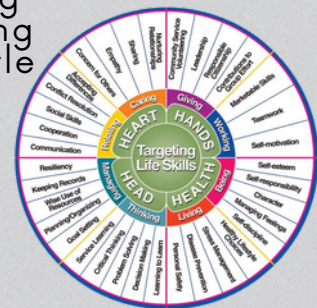 g
ng
yle
Nurturing
Relationships
Sharing
Empathy
Concern for Others
Accepting
Differences
Conflict Resolution
Social Skills
Cooperation
Communication
Community Service
Volunteering
Leadership
Responsible
Citizenship
Contributions to
Group Effort
Marketable Skills
Teamwork
Self-motivation
Self-esteem
Self-responsibility
Character
Managing Feelings
Self-discipline
Healthy Lifestyle
Choices
Stress Management
Disease Prevention
Personal Safety
Learning to Learn
Decision Making
Problem Solving
Critical Thinking
Service Learning
Goal Setting
Planning/Organizing
Wise Use of
Resources
Keeping Records
Resiliency
Relating
Caring
Giving
Working
Being
Living
Thinking
Managing
HEART
HANDS
HEALTH
HEAD
Targeting
Life Skills